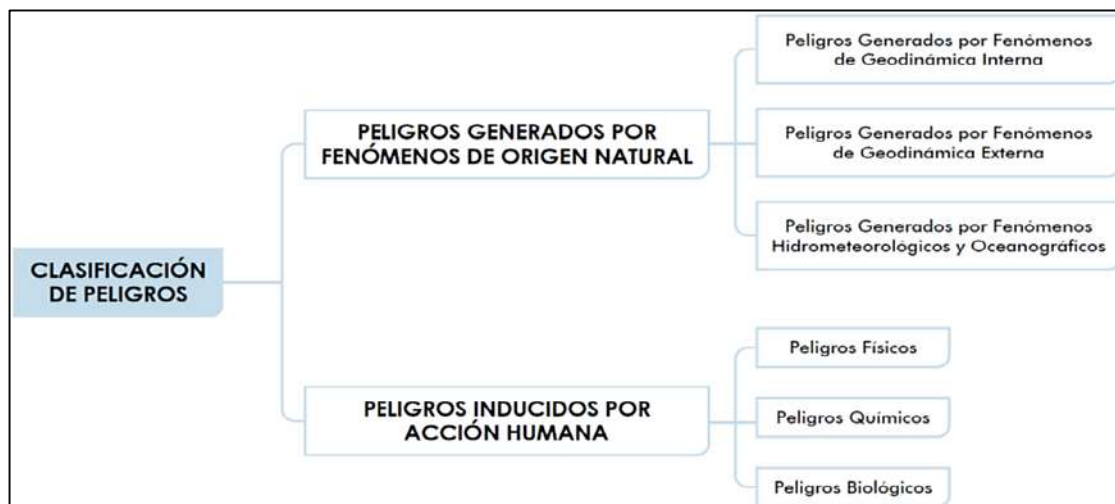 CLASIFICACIÓN
DE PELIGROS
PELIGROS GENERADOS POR
FENÓMENOS DE ORIGEN NATURAL
Peligros Generados por Fenómenos
de Geodinámica Interna
Peligros Generados por Fenómenos
de Geodinámica Externa
Peligros Generados por Fenómenos
Hidrometeorológicos y Oceanográficos
PELIGROS INDUCIDOS POR
ACCIÓN HUMANA
Peligros Físicos
Peligros Químicos
Peligros Biológicos